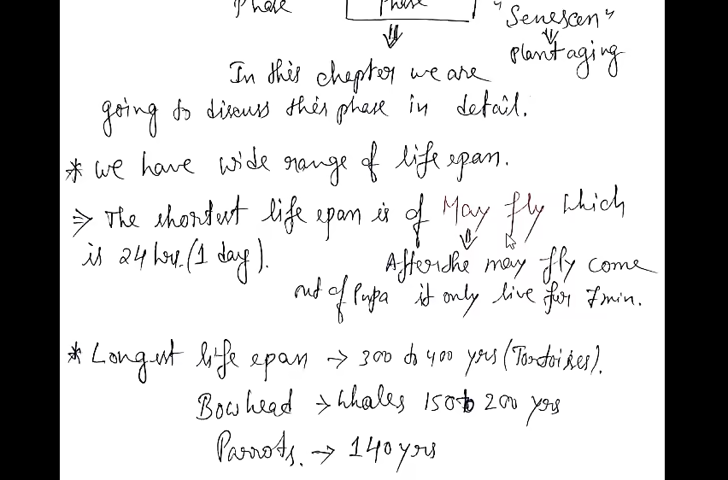 Phase Phase "Senescen"
plant aging
In this chapter we are
going to discuss this phase in detail.
* we have wide range of life span.
⇒ The shortest life span is of May fly which
is 24 hrs. (1 day).
After the may fly come
out of Pupa it only live for 7 min.
* Longest life span → 300 to 400 yrs (Tortoises).
Bowhead → Whales 150 to 200 yrs
Parrots. → 140 yrs